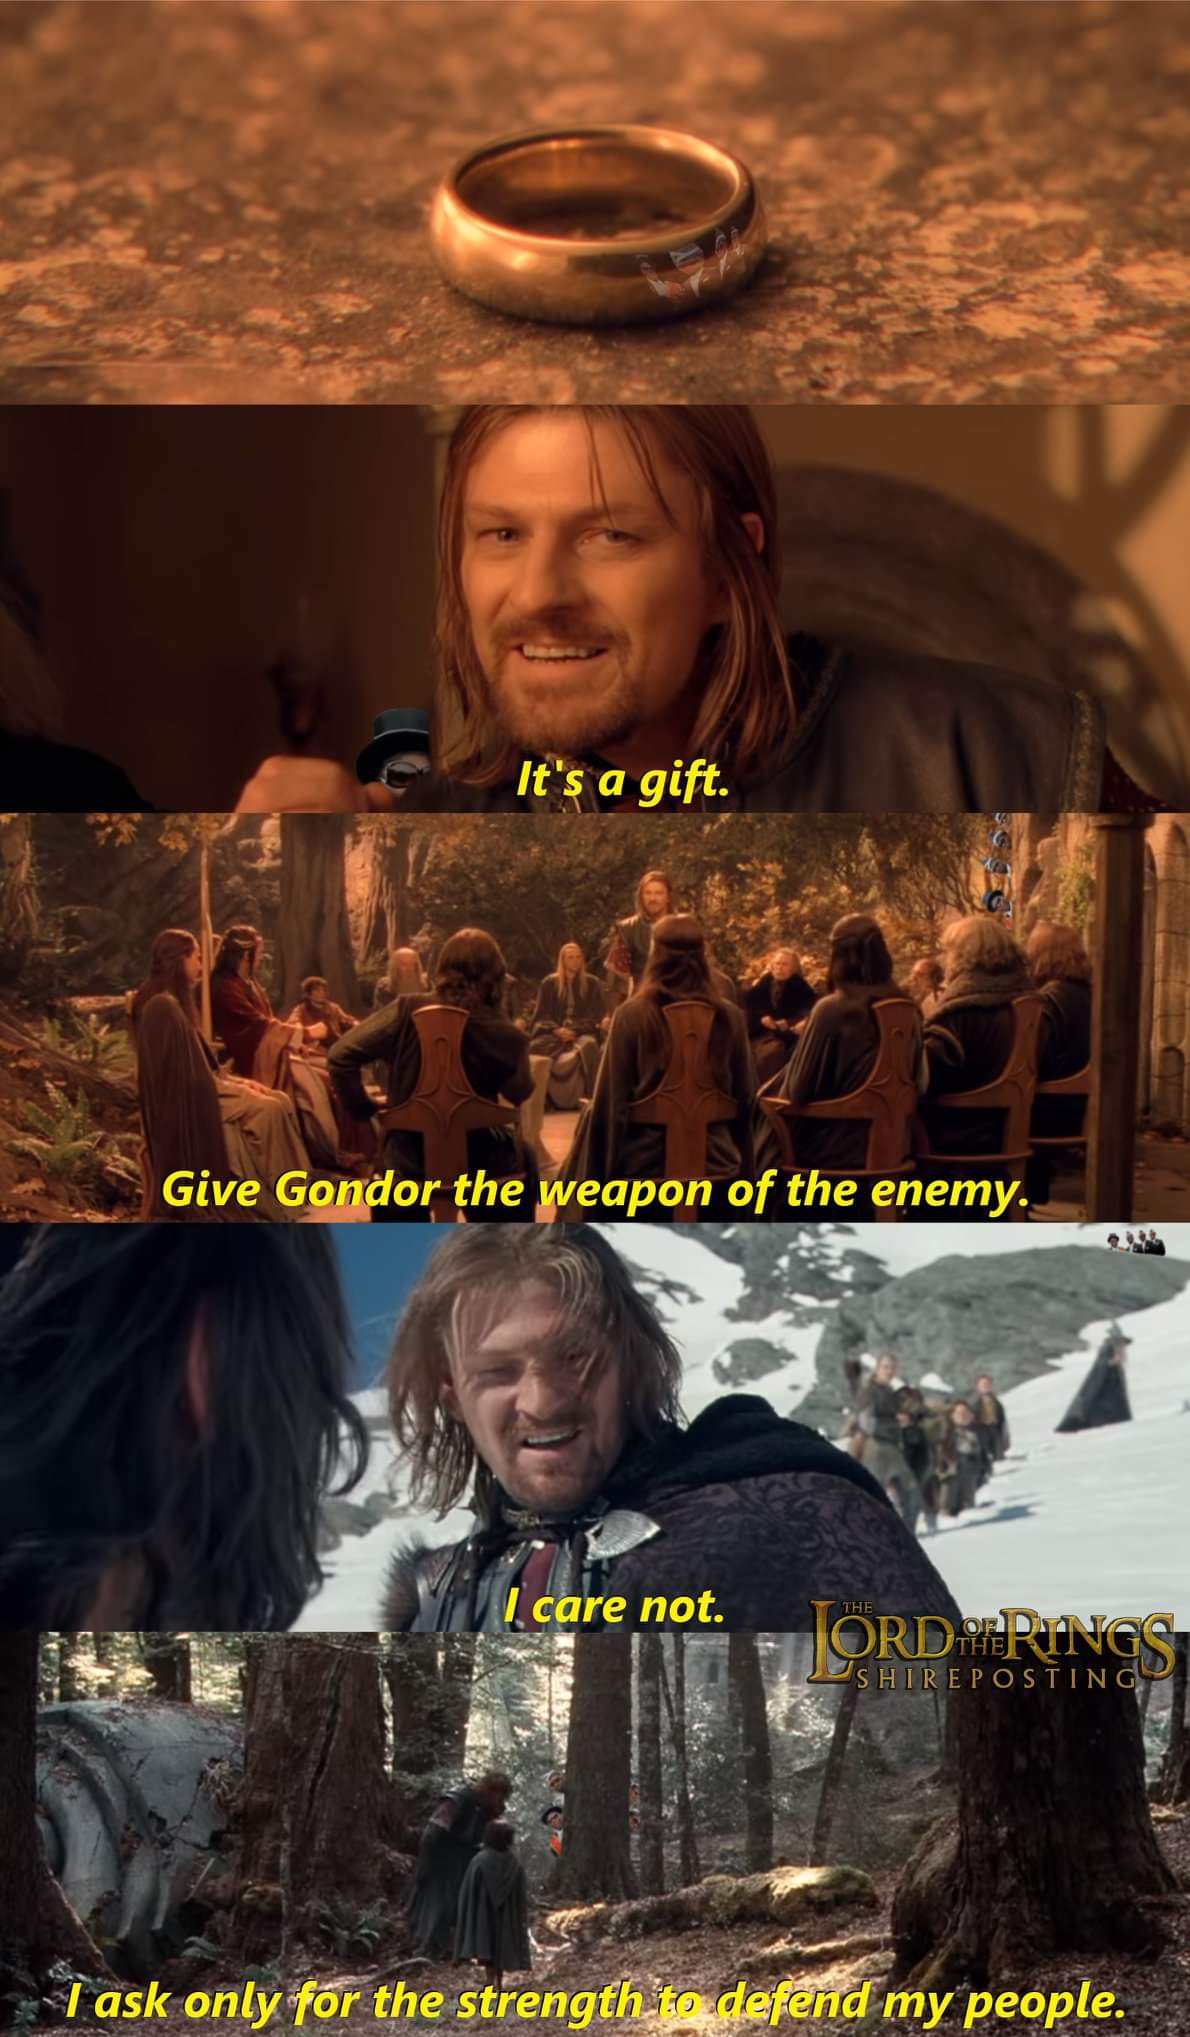 It's a gift.
Give Gondor the weapon of the enemy.
I care not.
THE LORD OF THE RINGS
SHIREPOSTING
I ask only for the strength to defend my people.